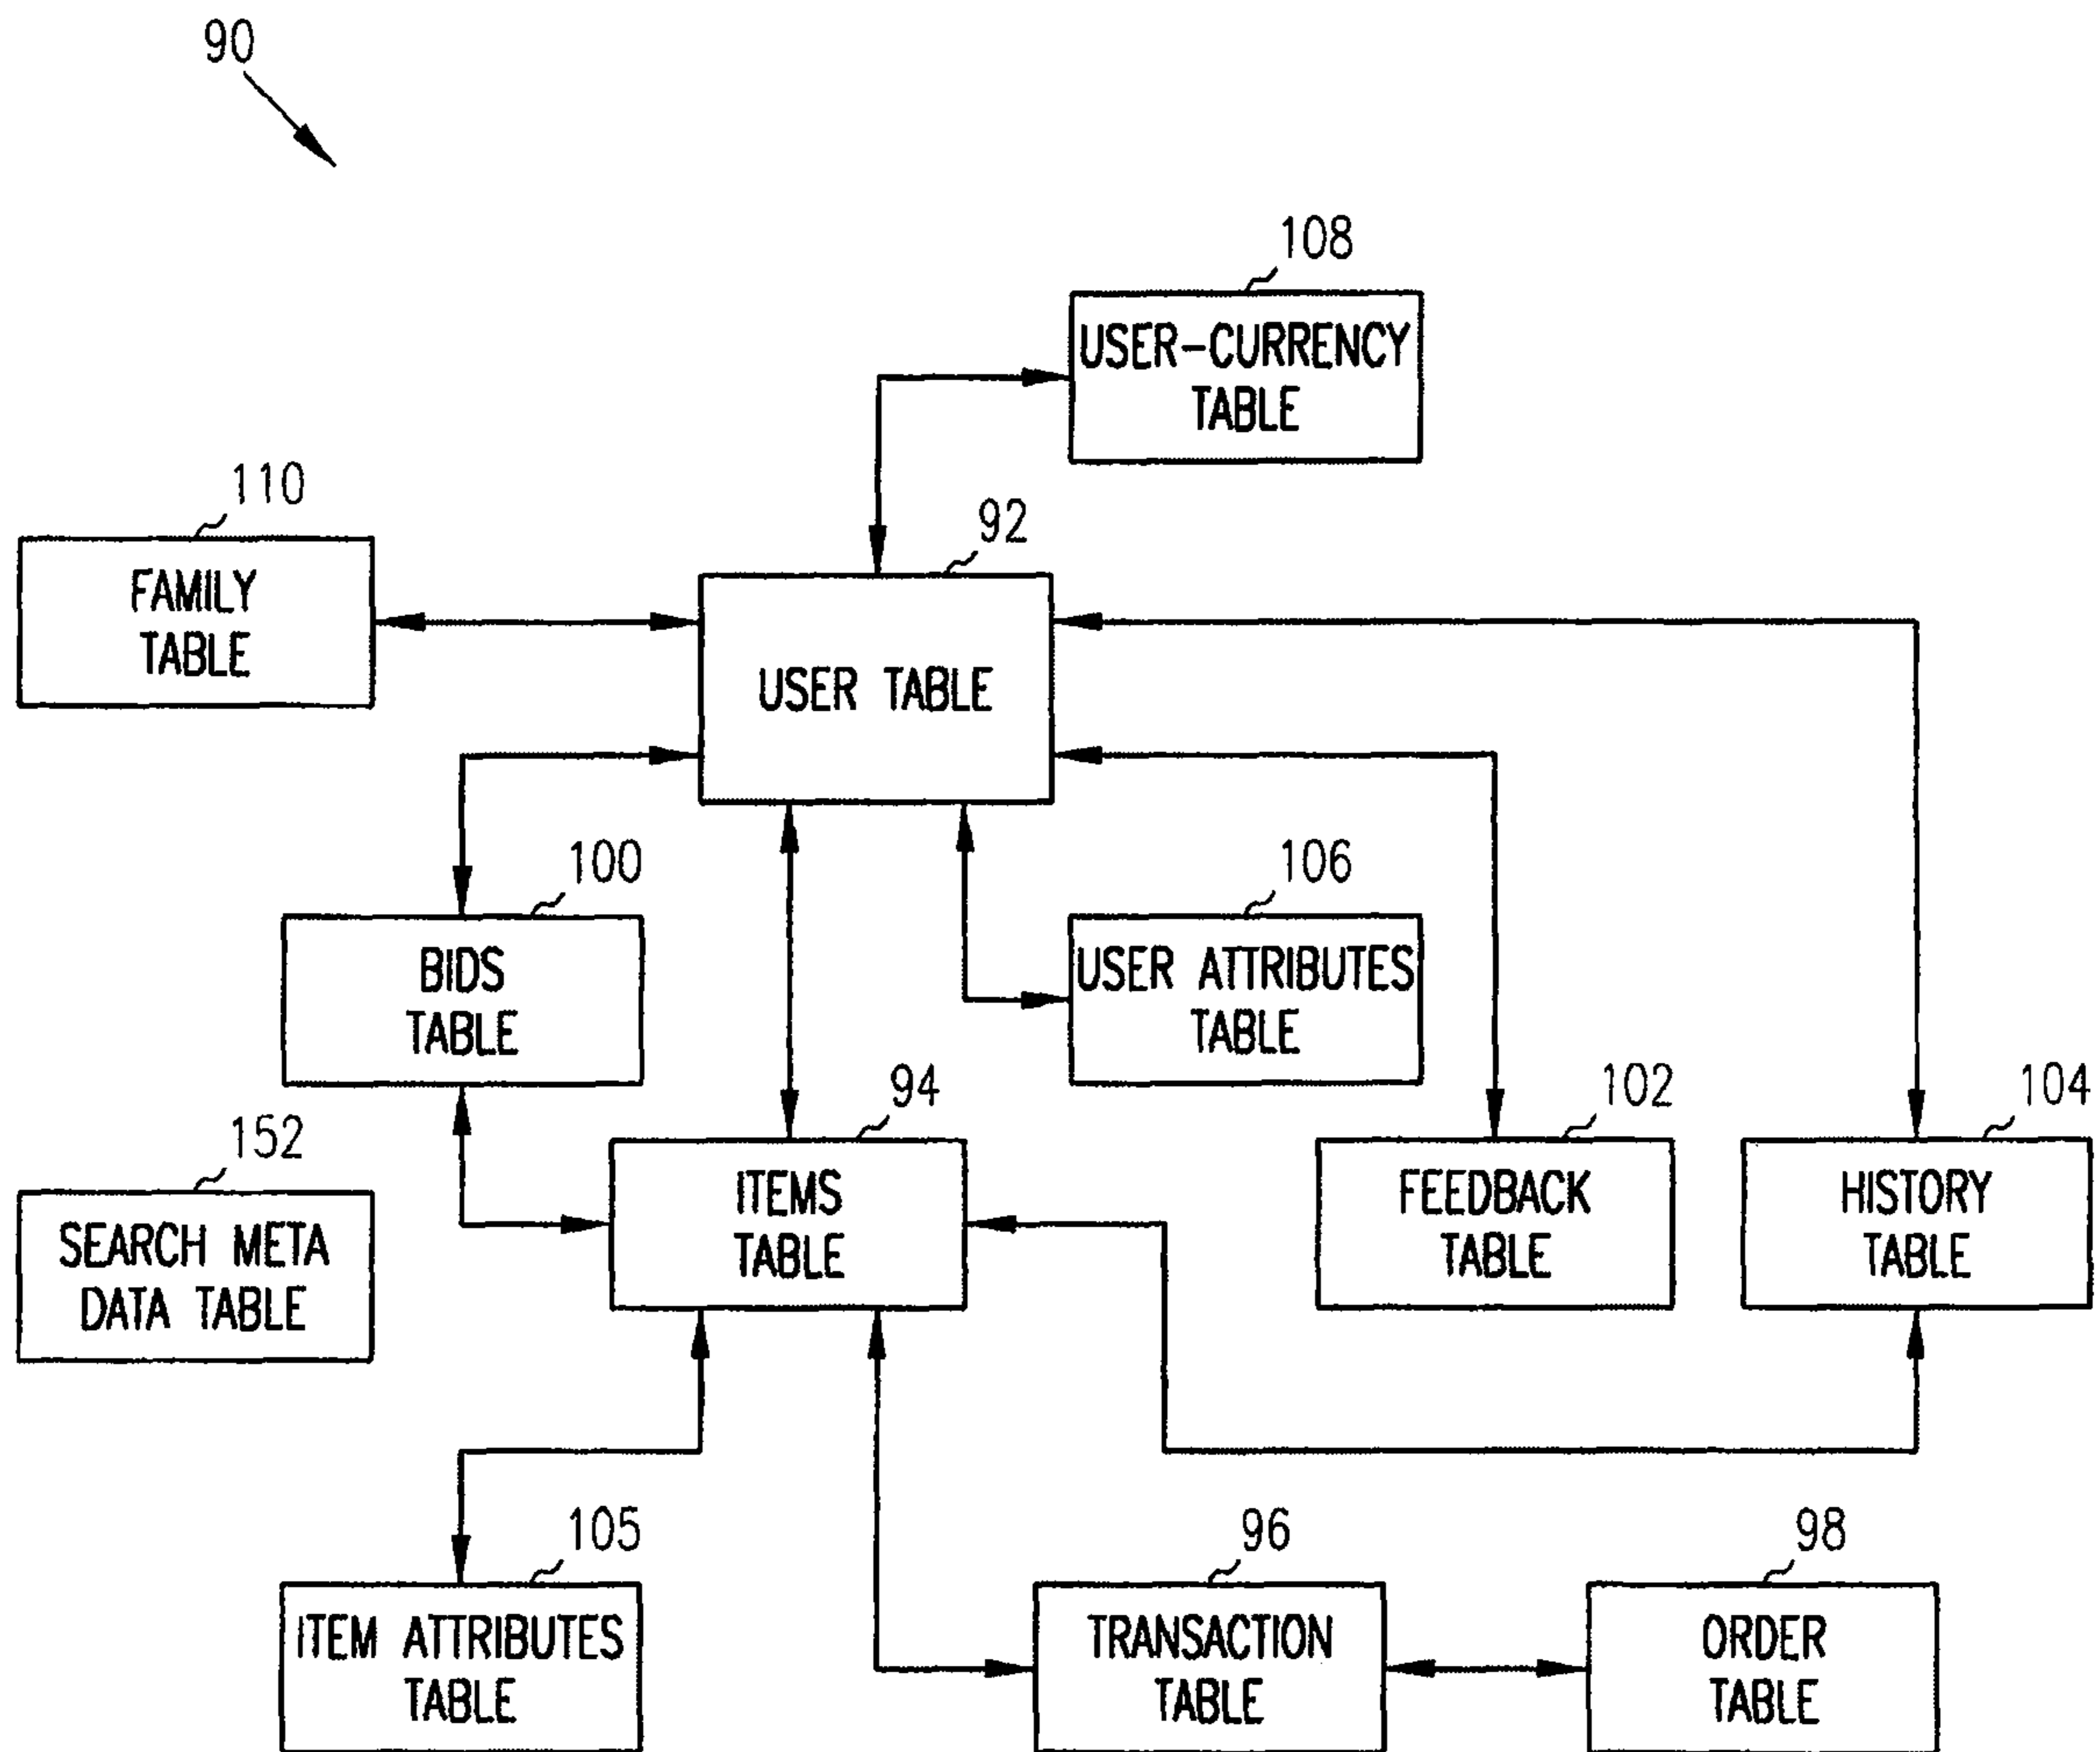 90
108
USER-CURRENCY
TABLE
110
FAMILY
TABLE
92
USER TABLE
100
BIDS
TABLE
106
USER ATTRIBUTES
TABLE
152
SEARCH META
DATA TABLE
94
ITEMS
TABLE
102
FEEDBACK
TABLE
104
HISTORY
TABLE
105
ITEM ATTRIBUTES
TABLE
96
TRANSACTION
TABLE
98
ORDER
TABLE